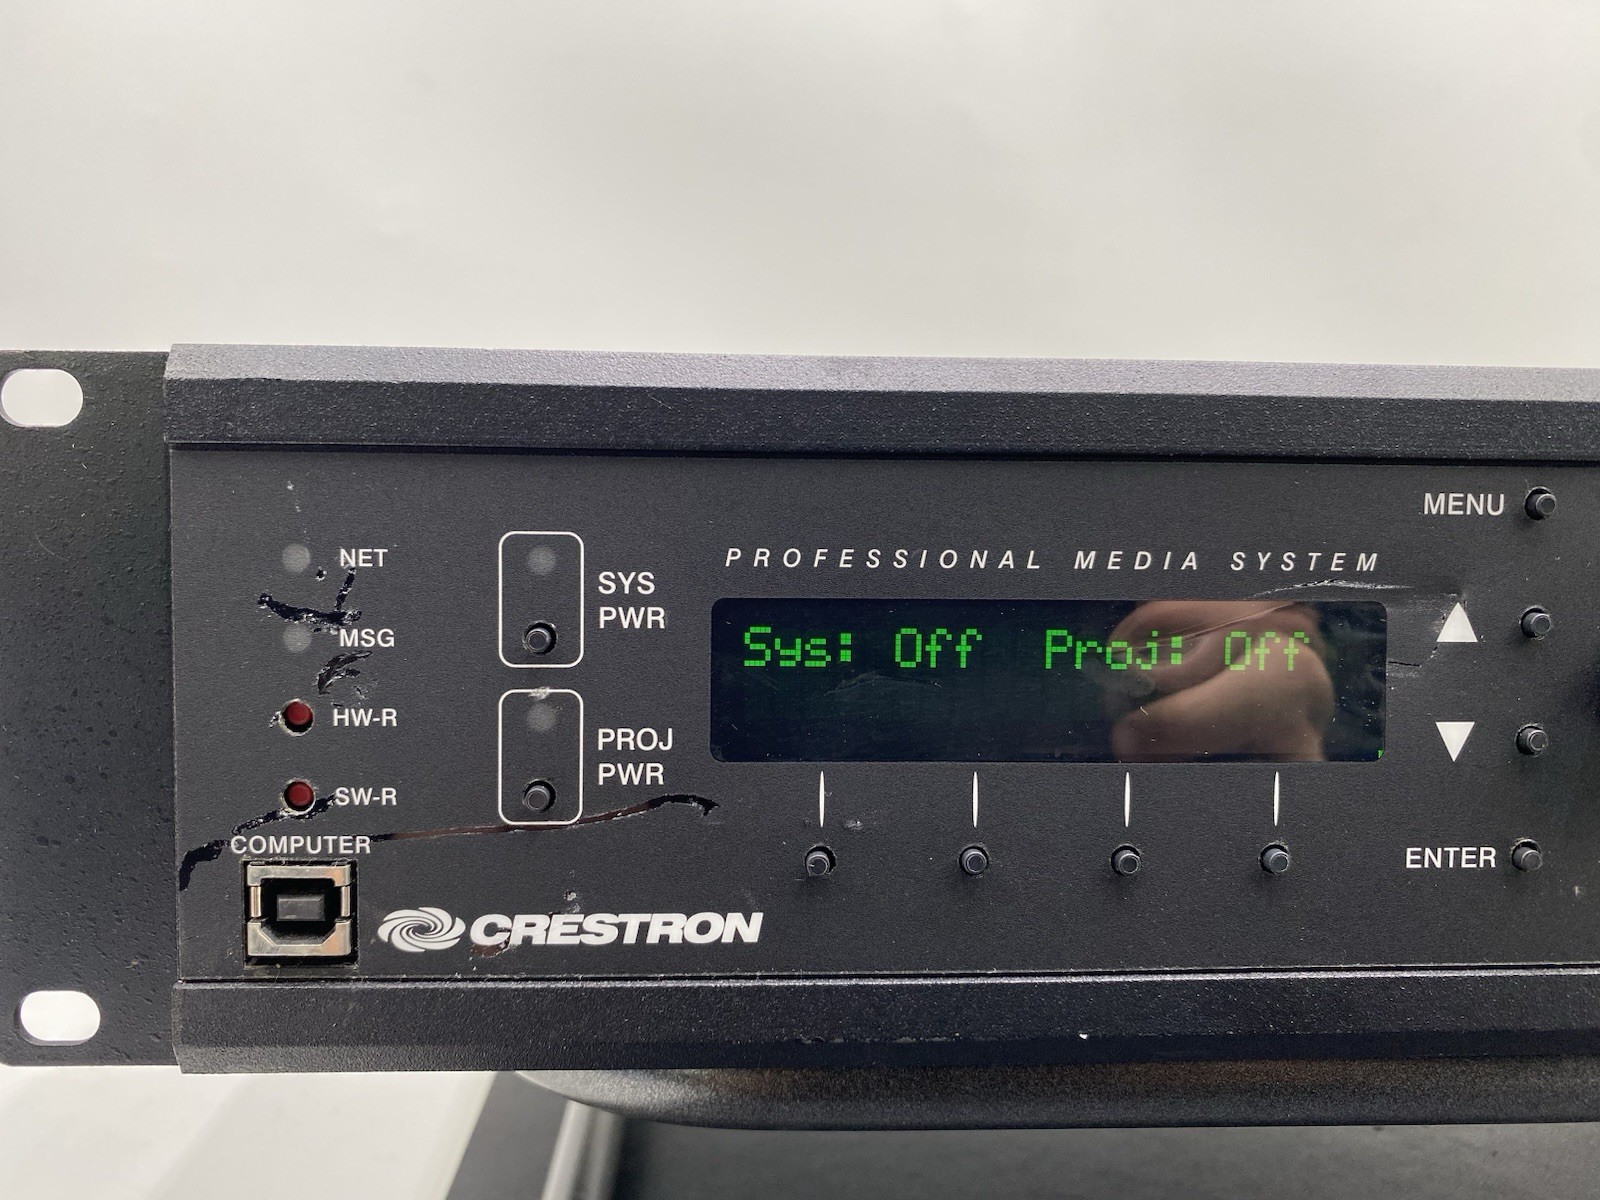 MENU
NET
SYS
PWR
PROFESSIONAL MEDIA SYSTEM
MSG
Sys: Off Proj: Off
HW-R
PROJ
PWR
SW-R
COMPUTER
ENTER
CRESTRON